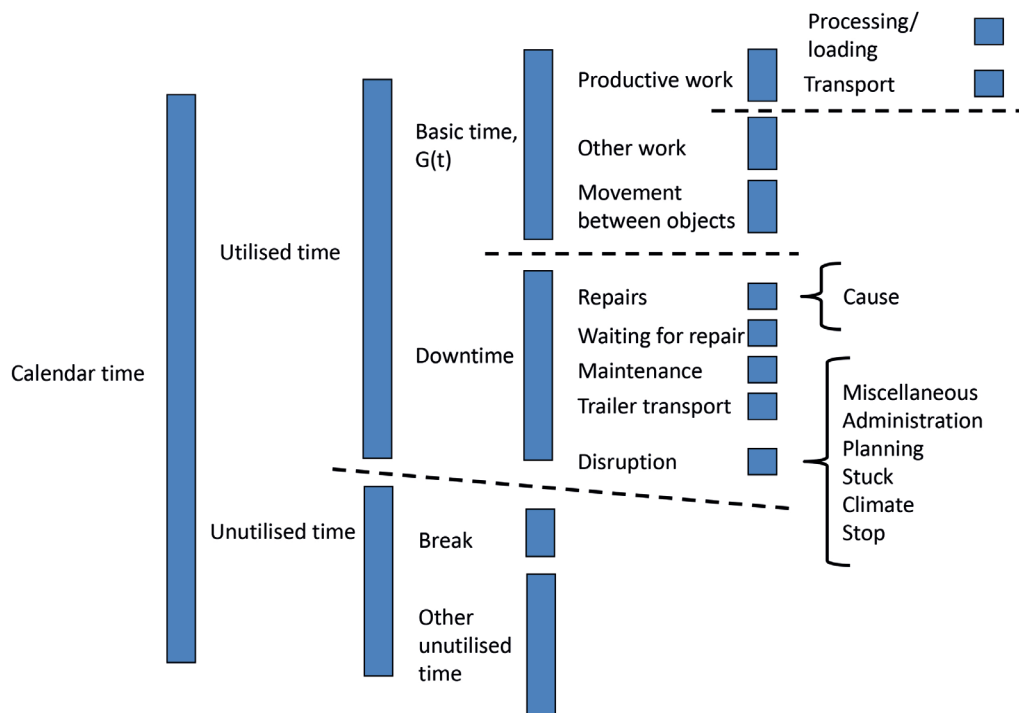 Calendar time
Utilised time
Unutilised time
Basic time,
G(t)
Downtime
Break
Other
unutilised
time
Productive work
Other work
Movement
between objects
Repairs
Waiting for repair
Maintenance
Trailer transport
Disruption
Processing/
loading
Transport
Cause
Miscellaneous
Administration
Planning
Stuck
Climate
Stop